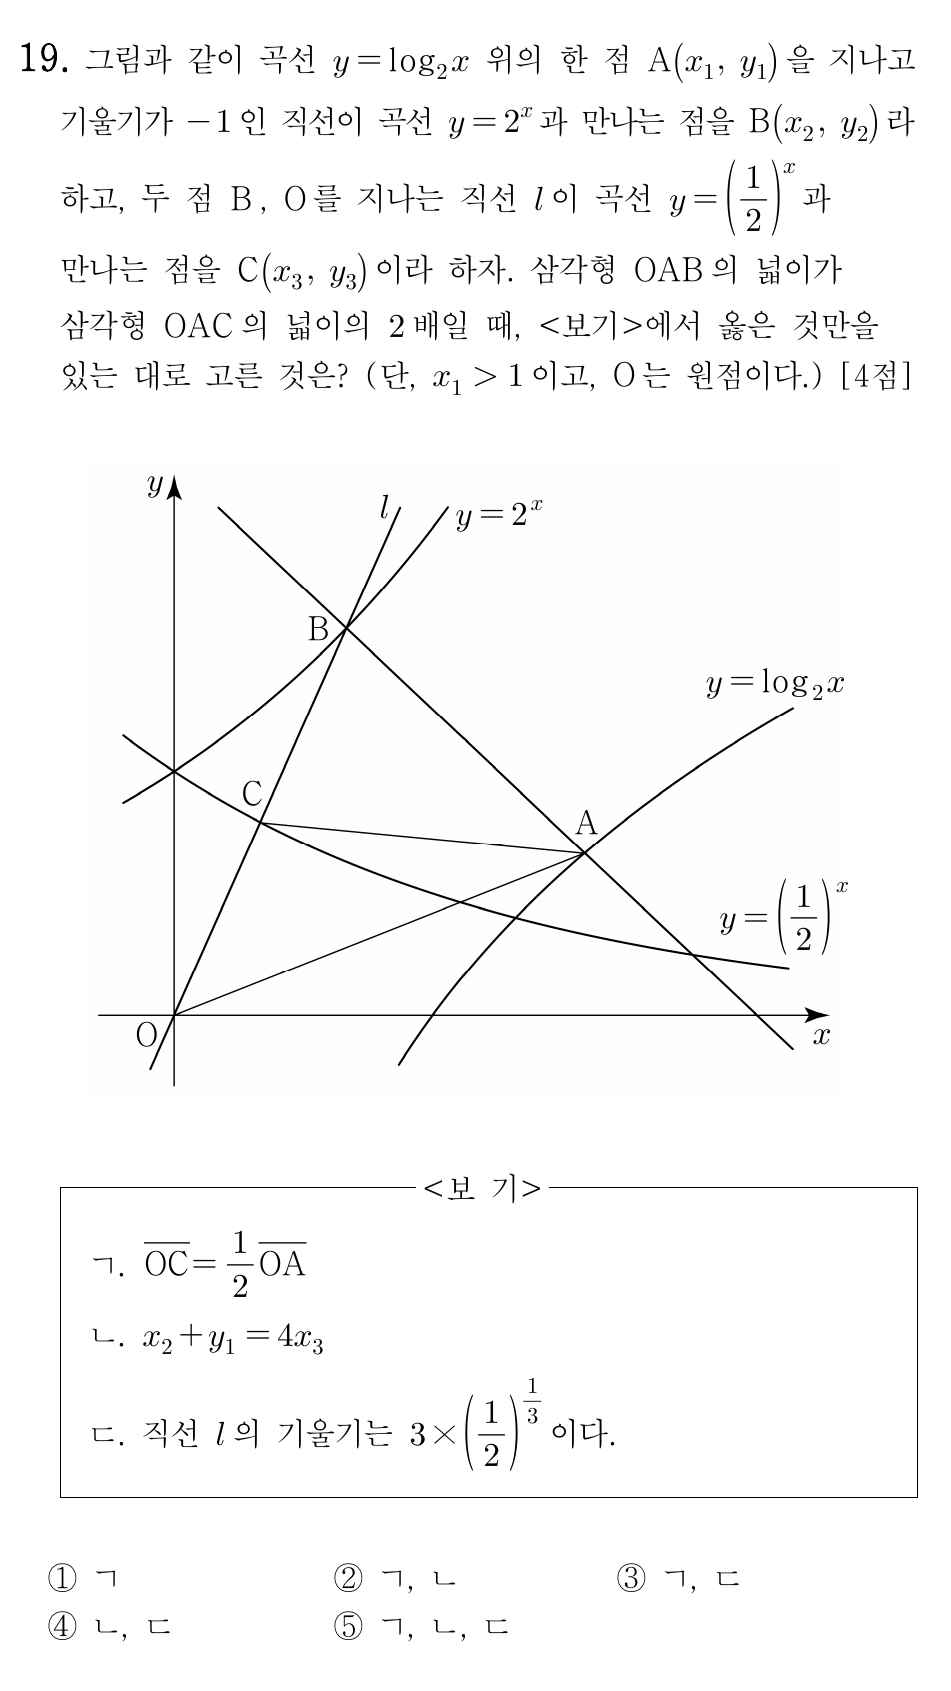 19. 그림과 같이 곡선 y=log₂x 위의 한 점 A(x₁, y₁)을 지나고
기울기가 −1인 직선이 곡선 y=2ˣ과 만나는 점을 B(x₂, y₂)라
하고, 두 점 B, O를 지나는 직선 l이 곡선 y=(1/2)ˣ과
만나는 점을 C(x₃, y₃)이라 하자. 삼각형 OAB의 넓이가
삼각형 OAC의 넓이의 2배일 때, <보기>에서 옳은 것만을
있는 대로 고른 것은? (단, x₁>1이고, O는 원점이다.) [4점]
y
l
y=2ˣ
B
y=log₂x
C
A
y=(1/2)ˣ
O
x
<보 기>
ㄱ. O̅C̅=1/2 O̅A̅
ㄴ. x₂+y₁=4x₃
ㄷ. 직선 l의 기울기는 3×(1/2)^(1/3)이다.
① ㄱ ② ㄱ, ㄴ ③ ㄱ, ㄷ
④ ㄴ, ㄷ ⑤ ㄱ, ㄴ, ㄷ